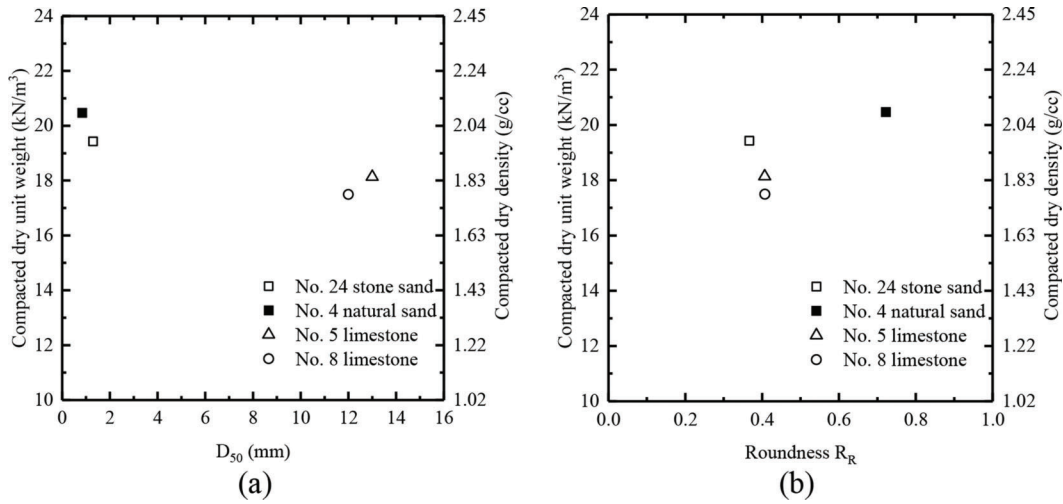 24
22
20
18
16
14
12
10
Compacted dry unit weight (kN/m³)
2.45
2.24
2.04
1.83
1.63
1.43
1.22
1.02
Compacted dry density (g/cc)
No. 24 stone sand
No. 4 natural sand
No. 5 limestone
No. 8 limestone
0 2 4 6 8 10 12 14 16
D₅₀ (mm)
(a)
24
22
20
18
16
14
12
10
Compacted dry unit weight (kN/m³)
2.45
2.24
2.04
1.83
1.63
1.43
1.22
1.02
Compacted dry density (g/cc)
No. 24 stone sand
No. 4 natural sand
No. 5 limestone
No. 8 limestone
0.0 0.2 0.4 0.6 0.8 1.0
Roundness R_R
(b)